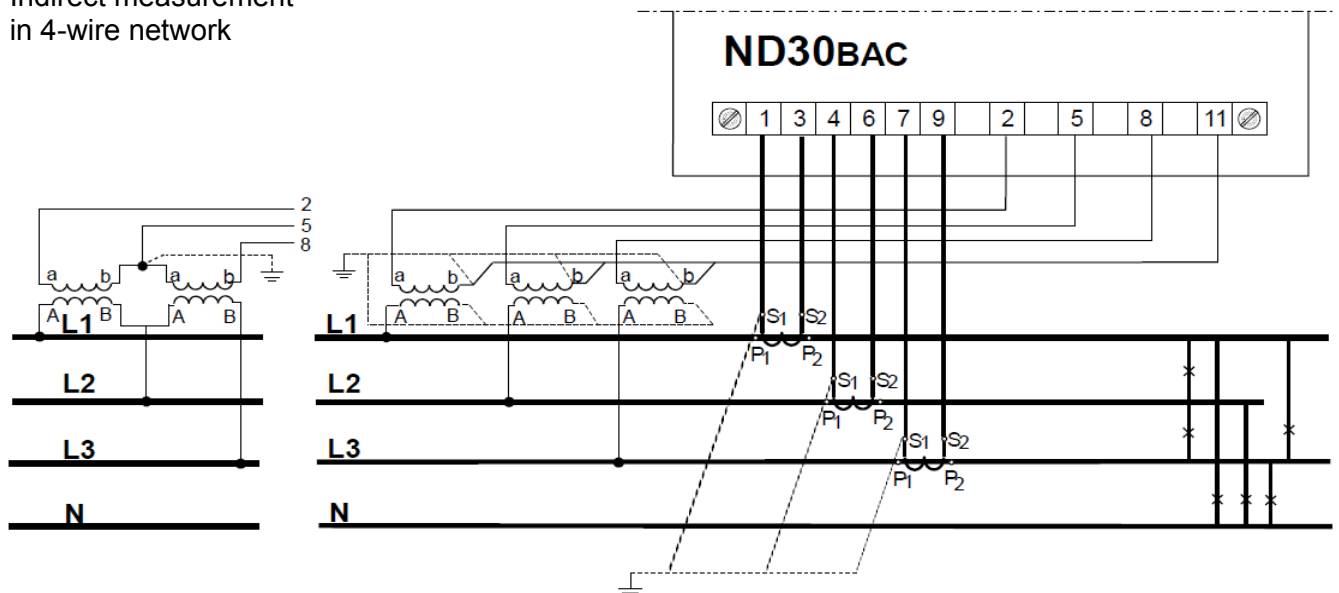 Indirect measurement
in 4-wire network
ND30BAC
1 3 4 6 7 9 2 5 8 11
2
5
8
a b a b a b a b a b
A B A B A B A B A B
L1 L1
S1 S2
P1 P2
L2 L2
S1 S2
P1 P2
L3 L3
S1 S2
P1 P2
N N